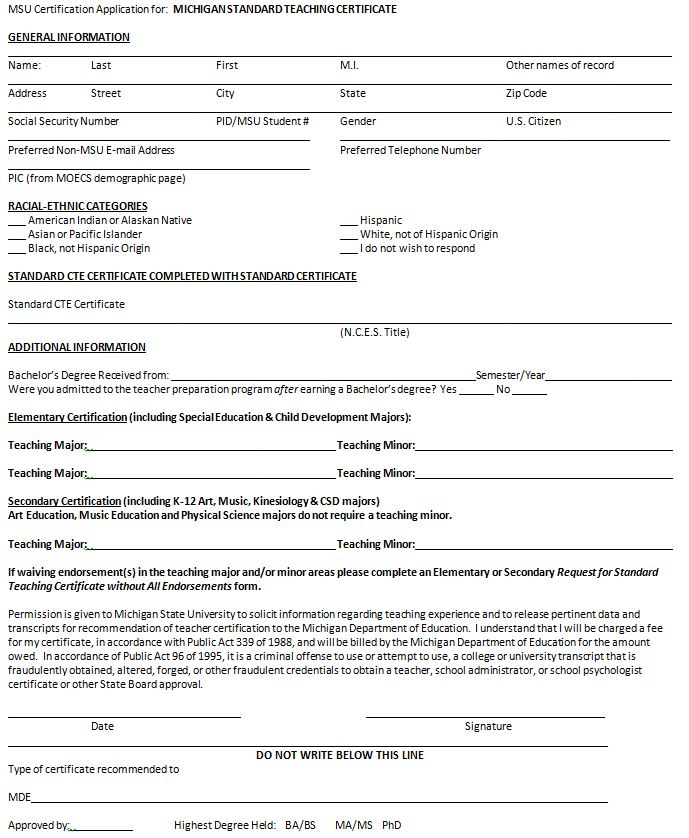 MSU Certification Application for: MICHIGAN STANDARD TEACHING CERTIFICATE
GENERAL INFORMATION
Name: Last First M.I. Other names of record
Address Street City State Zip Code
Social Security Number PID/MSU Student # Gender U.S. Citizen
Preferred Non-MSU E-mail Address Preferred Telephone Number
PIC (from MOECS demographic page)
RACIAL-ETHNIC CATEGORIES
___ American Indian or Alaskan Native ___ Hispanic
___ Asian or Pacific Islander ___ White, not of Hispanic Origin
___ Black, not Hispanic Origin ___ I do not wish to respond
STANDARD CTE CERTIFICATE COMPLETED WITH STANDARD CERTIFICATE
Standard CTE Certificate
(N.C.E.S. Title)
ADDITIONAL INFORMATION
Bachelor's Degree Received from: ______ Semester/Year______
Were you admitted to the teacher preparation program after earning a Bachelor's degree? Yes ______ No ______
Elementary Certification (including Special Education & Child Development Majors):
Teaching Major:______ Teaching Minor:______
Teaching Major:______ Teaching Minor:______
Secondary Certification (including K-12 Art, Music, Kinesiology & CSD majors)
Art Education, Music Education and Physical Science majors do not require a teaching minor.
Teaching Major:______ Teaching Minor:______
If waiving endorsement(s) in the teaching major and/or minor areas please complete an Elementary or Secondary Request for Standard
Teaching Certificate without All Endorsements form.
Permission is given to Michigan State University to solicit information regarding teaching experience and to release pertinent data and
transcripts for recommendation of teacher certification to the Michigan Department of Education. I understand that I will be charged a fee
for my certificate, in accordance with Public Act 339 of 1988, and will be billed by the Michigan Department of Education for the amount
owed. In accordance of Public Act 96 of 1995, it is a criminal offense to use or attempt to use, a college or university transcript that is
fraudulently obtained, altered, forged, or other fraudulent credentials to obtain a teacher, school administrator, or school psychologist
certificate or other State Board approval.
Date Signature
DO NOT WRITE BELOW THIS LINE
Type of certificate recommended to
MDE______
Approved by:______ Highest Degree Held: BA/BS MA/MS PhD